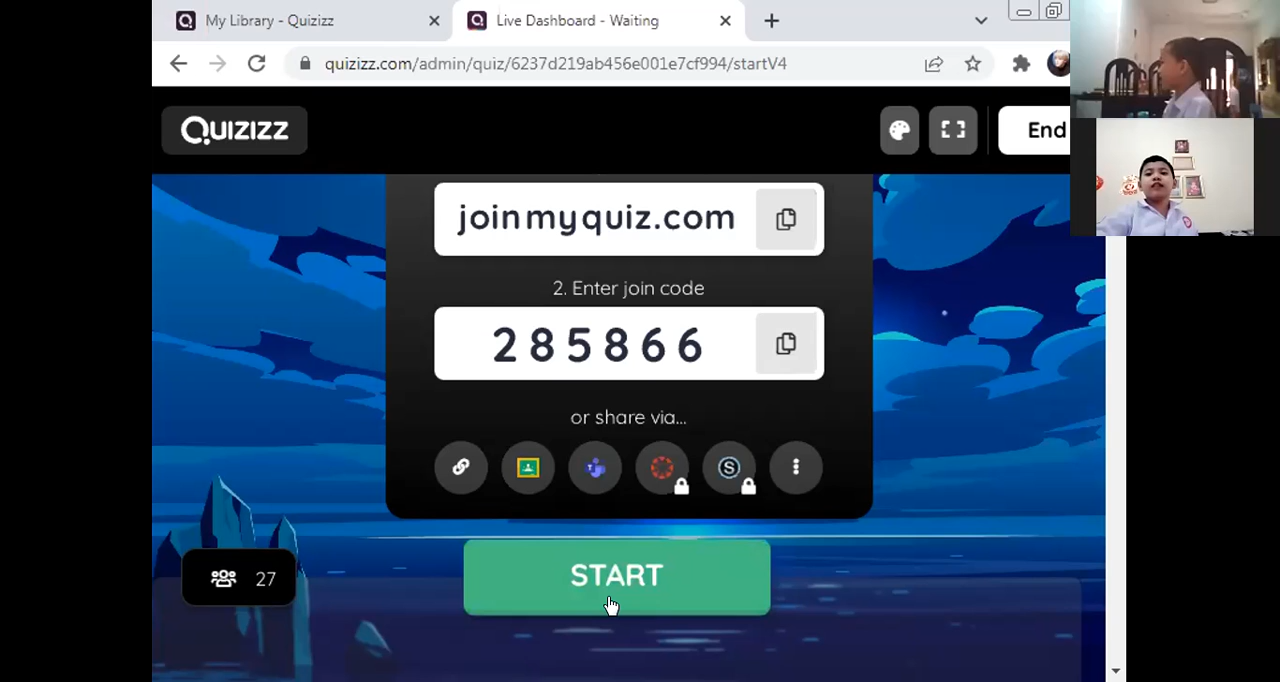 My Library - Quizizz
Live Dashboard - Waiting
quizizz.com/admin/quiz/6237d219ab456e001e7cf994/startV4
QUIZIZZ
End
joinmyquiz.com
2. Enter join code
285866
or share via...
S
START
27